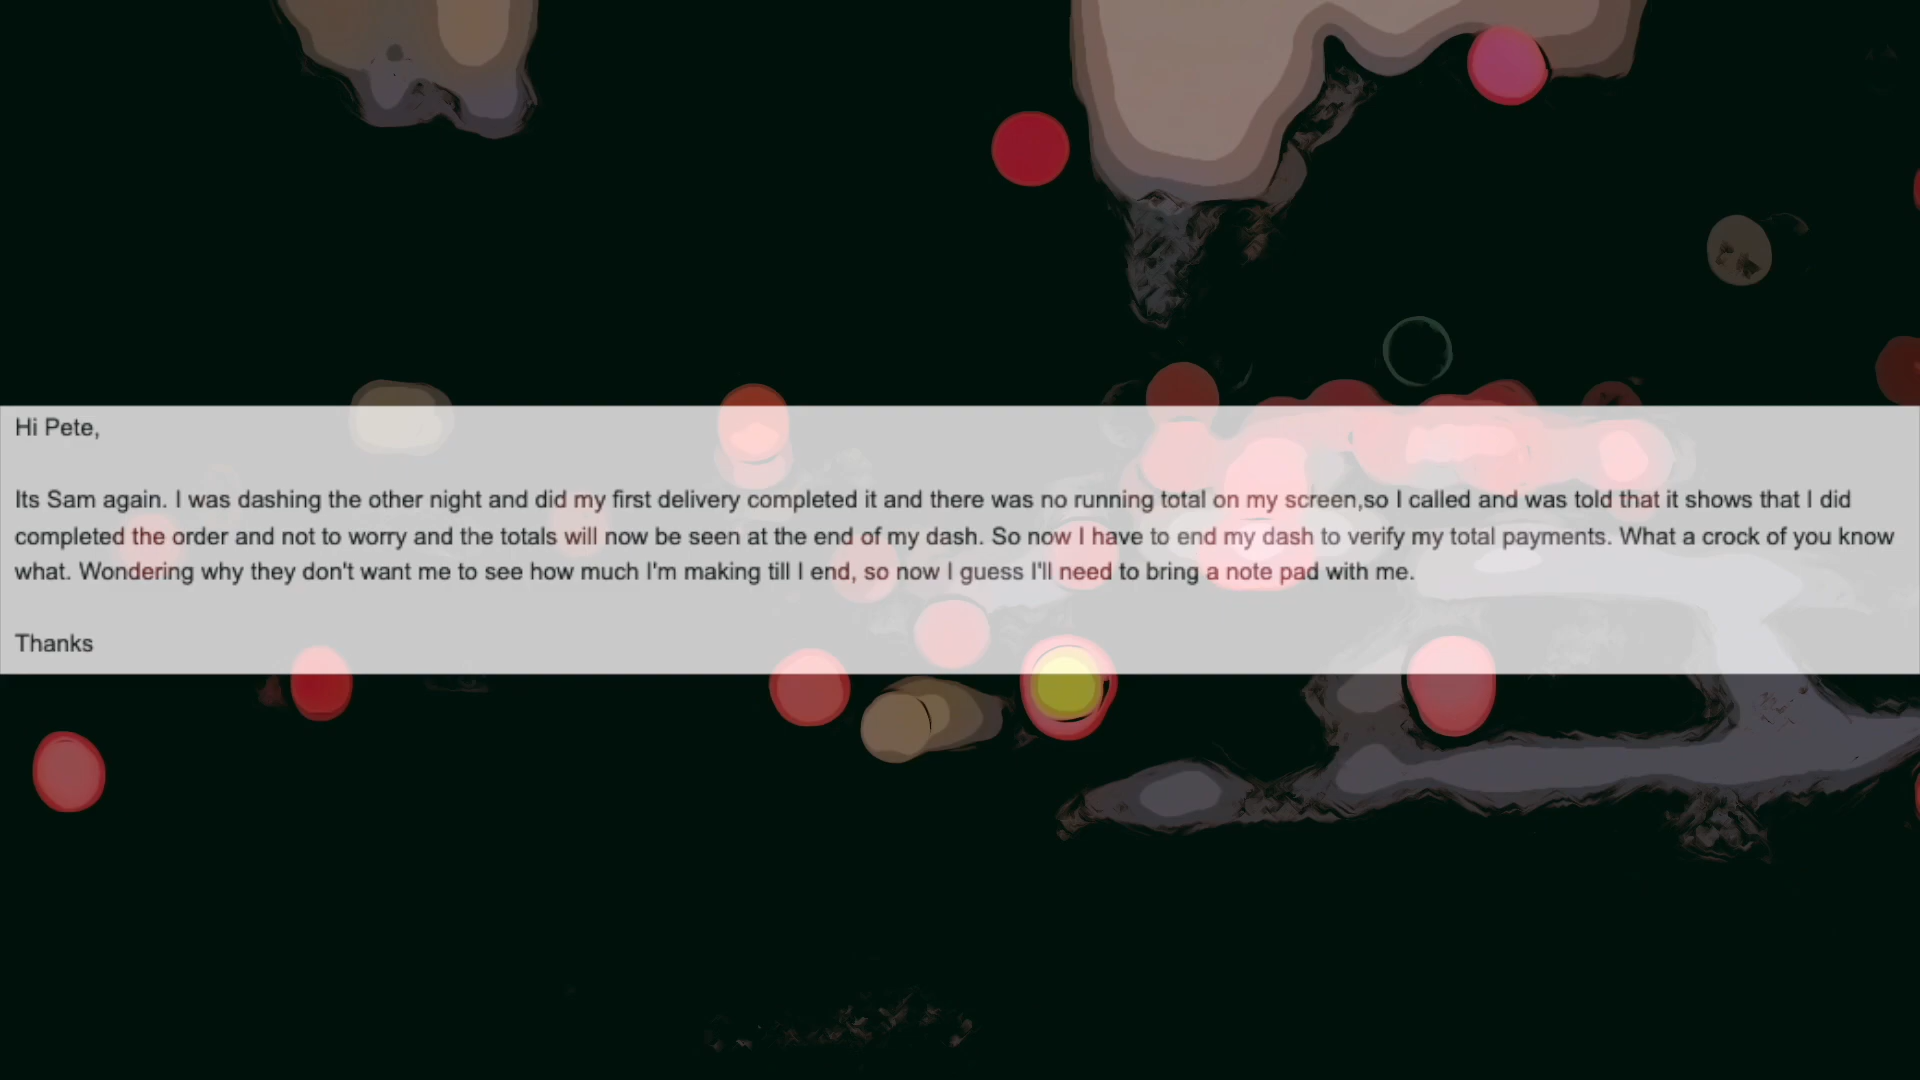 Hi Pete,
Its Sam again. I was dashing the other night and did my first delivery completed it and there was no running total on my screen,so I called and was told that it shows that I did
completed the order and not to worry and the totals will now be seen at the end of my dash. So now I have to end my dash to verify my total payments. What a crock of you know
what. Wondering why they don't want me to see how much I'm making till I end, so now I guess I'll need to bring a note pad with me.
Thanks